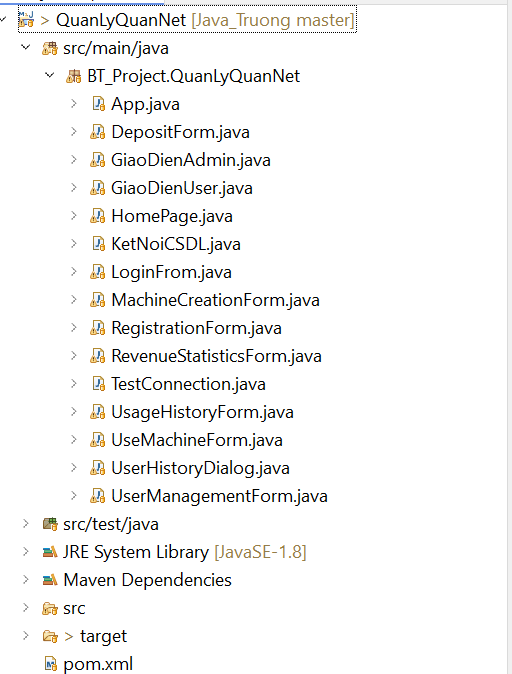 > QuanLyQuanNet [Java_Truong master]
src/main/java
BT_Project.QuanLyQuanNet
App.java
DepositForm.java
GiaoDienAdmin.java
GiaoDienUser.java
HomePage.java
KetNoiCSDL.java
LoginFrom.java
MachineCreationForm.java
RegistrationForm.java
RevenueStatisticsForm.java
TestConnection.java
UsageHistoryForm.java
UseMachineForm.java
UserHistoryDialog.java
UserManagementForm.java
src/test/java
JRE System Library [JavaSE-1.8]
Maven Dependencies
src
> target
pom.xml